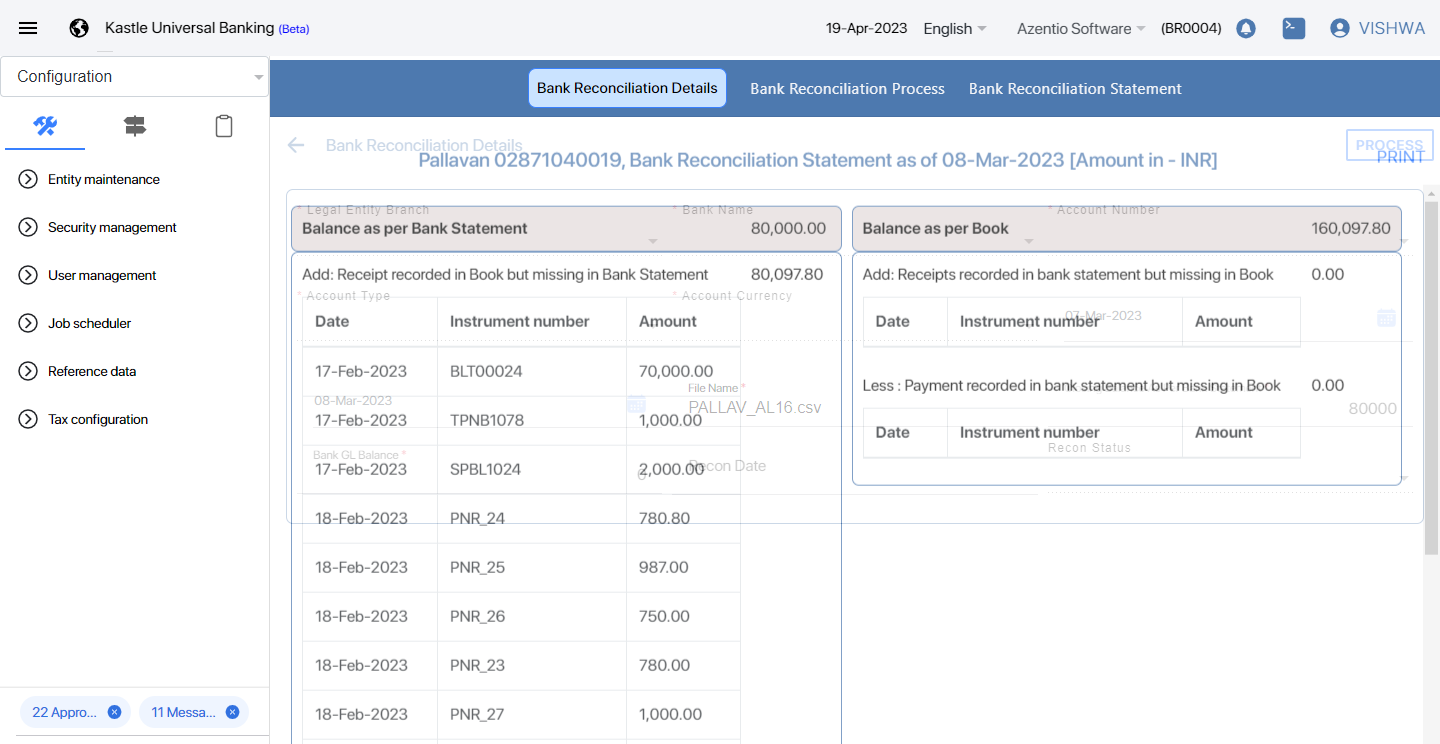 Kastle Universal Banking (Beta)
19-Apr-2023 English Azentio Software (BR0004) VISHWA
Configuration
Entity maintenance
Security management
User management
Job scheduler
Reference data
Tax configuration
22 Appro...
11 Messa...
Bank Reconciliation Details Bank Reconciliation Process Bank Reconciliation Statement
Bank Reconciliation Details
PROCESS
Pallavan 02871040019, Bank Reconciliation Statement as of 08-Mar-2023 [Amount in - INR]
PRINT
* Legal Entity Branch * Bank Name * Account Number
Balance as per Bank Statement 80,000.00
Add: Receipt recorded in Book but missing in Bank Statement 80,097.80
* Account Type * Account Currency
Date Instrument number Amount
17-Feb-2023 BLT00024 70,000.00
File Name *
08-Mar-2023
PALLAV_AL16.csv
17-Feb-2023 TPNB1078 1,000.00
Bank GL Balance *
17-Feb-2023 SPBL1024 2,000.00
Recon Date
0
18-Feb-2023 PNR_24 780.80
18-Feb-2023 PNR_25 987.00
18-Feb-2023 PNR_26 750.00
18-Feb-2023 PNR_23 780.00
18-Feb-2023 PNR_27 1,000.00
Balance as per Book 160,097.80
Add: Receipts recorded in bank statement but missing in Book 0.00
07-Mar-2023
Date Instrument number Amount
Less : Payment recorded in bank statement but missing in Book 0.00
80000
Date Instrument number Amount
Recon Status